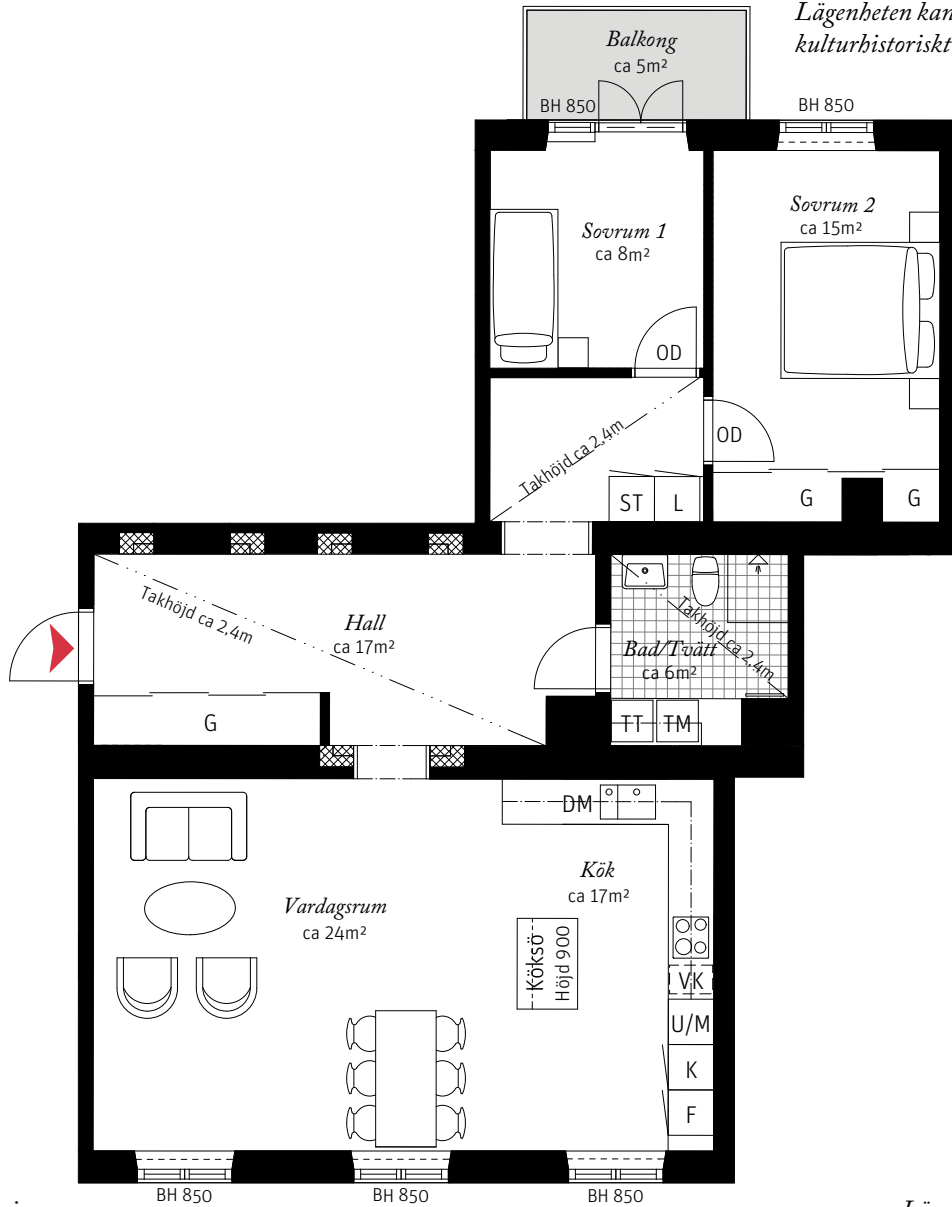 Lägenheten kan
kulturhistoriskt
Balkong
ca 5m²
BH 850
BH 850
Sovrum 1
ca 8m²
Sovrum 2
ca 15m²
OD
OD
Takhöjd ca 2,4m
ST
L
G
G
Takhöjd ca 2,4m
Hall
ca 17m²
Takhöjd ca 2,4m
Bad/Tvätt
ca 6m²
G
TT
TM
DM
Kök
ca 17m²
Vardagsrum
ca 24m²
Köksö
Höjd 900
VK
U/M
K
F
BH 850
BH 850
BH 850